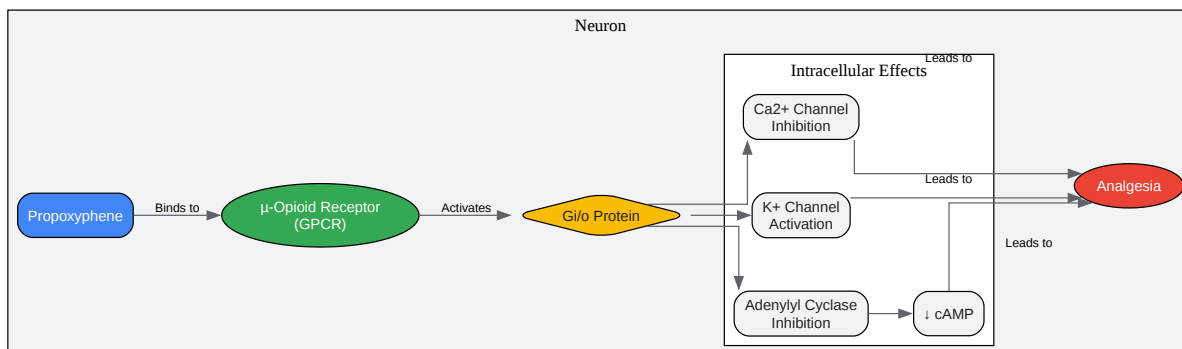 Neuron
Leads to
Intracellular Effects
Ca2+ Channel
Inhibition
Propoxyphene
Binds to
µ-Opioid Receptor
(GPCR)
Activates
Gi/o Protein
K+ Channel
Activation
Leads to
Analgesia
Leads to
Adenylyl Cyclase
Inhibition
↓ cAMP